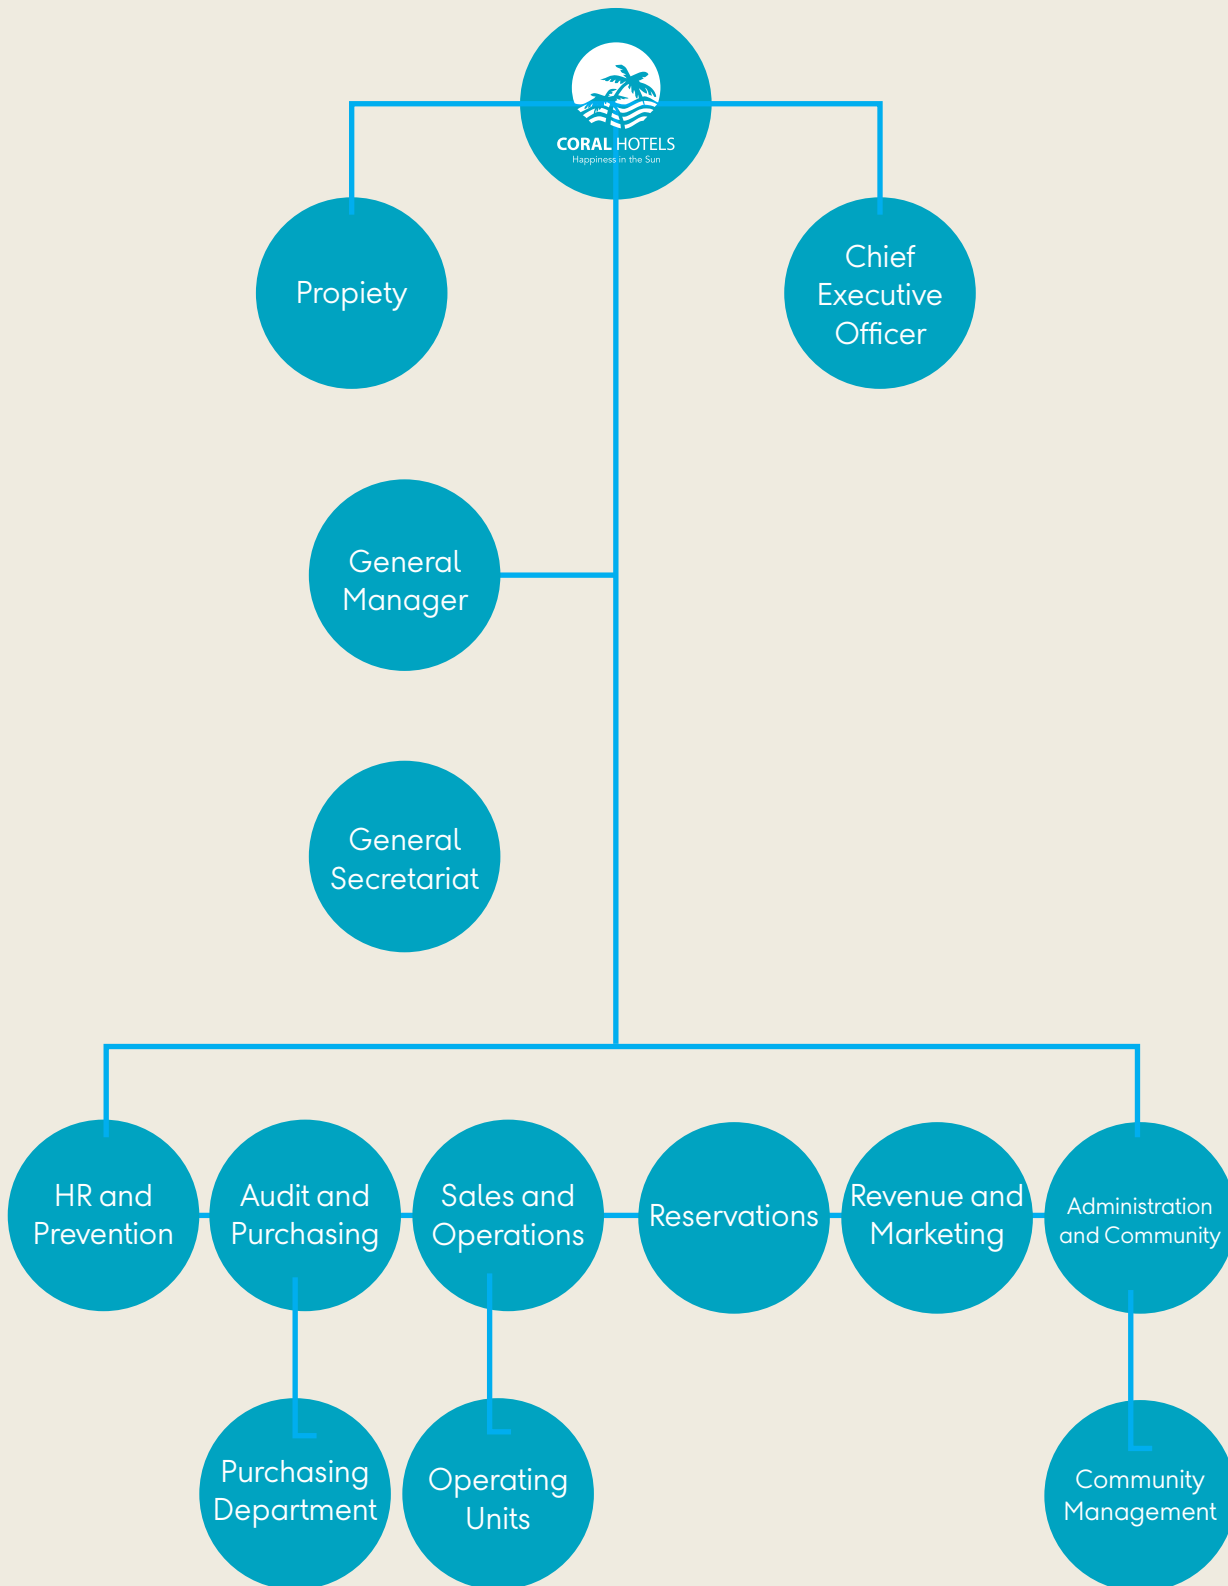 CORAL HOTELS
Happiness in the Sun
Propiety
Chief
Executive
Officer
General
Manager
General
Secretariat
HR and
Prevention
Audit and
Purchasing
Sales and
Operations
Reservations
Revenue and
Marketing
Administration
and Community
Purchasing
Department
Operating
Units
Community
Management